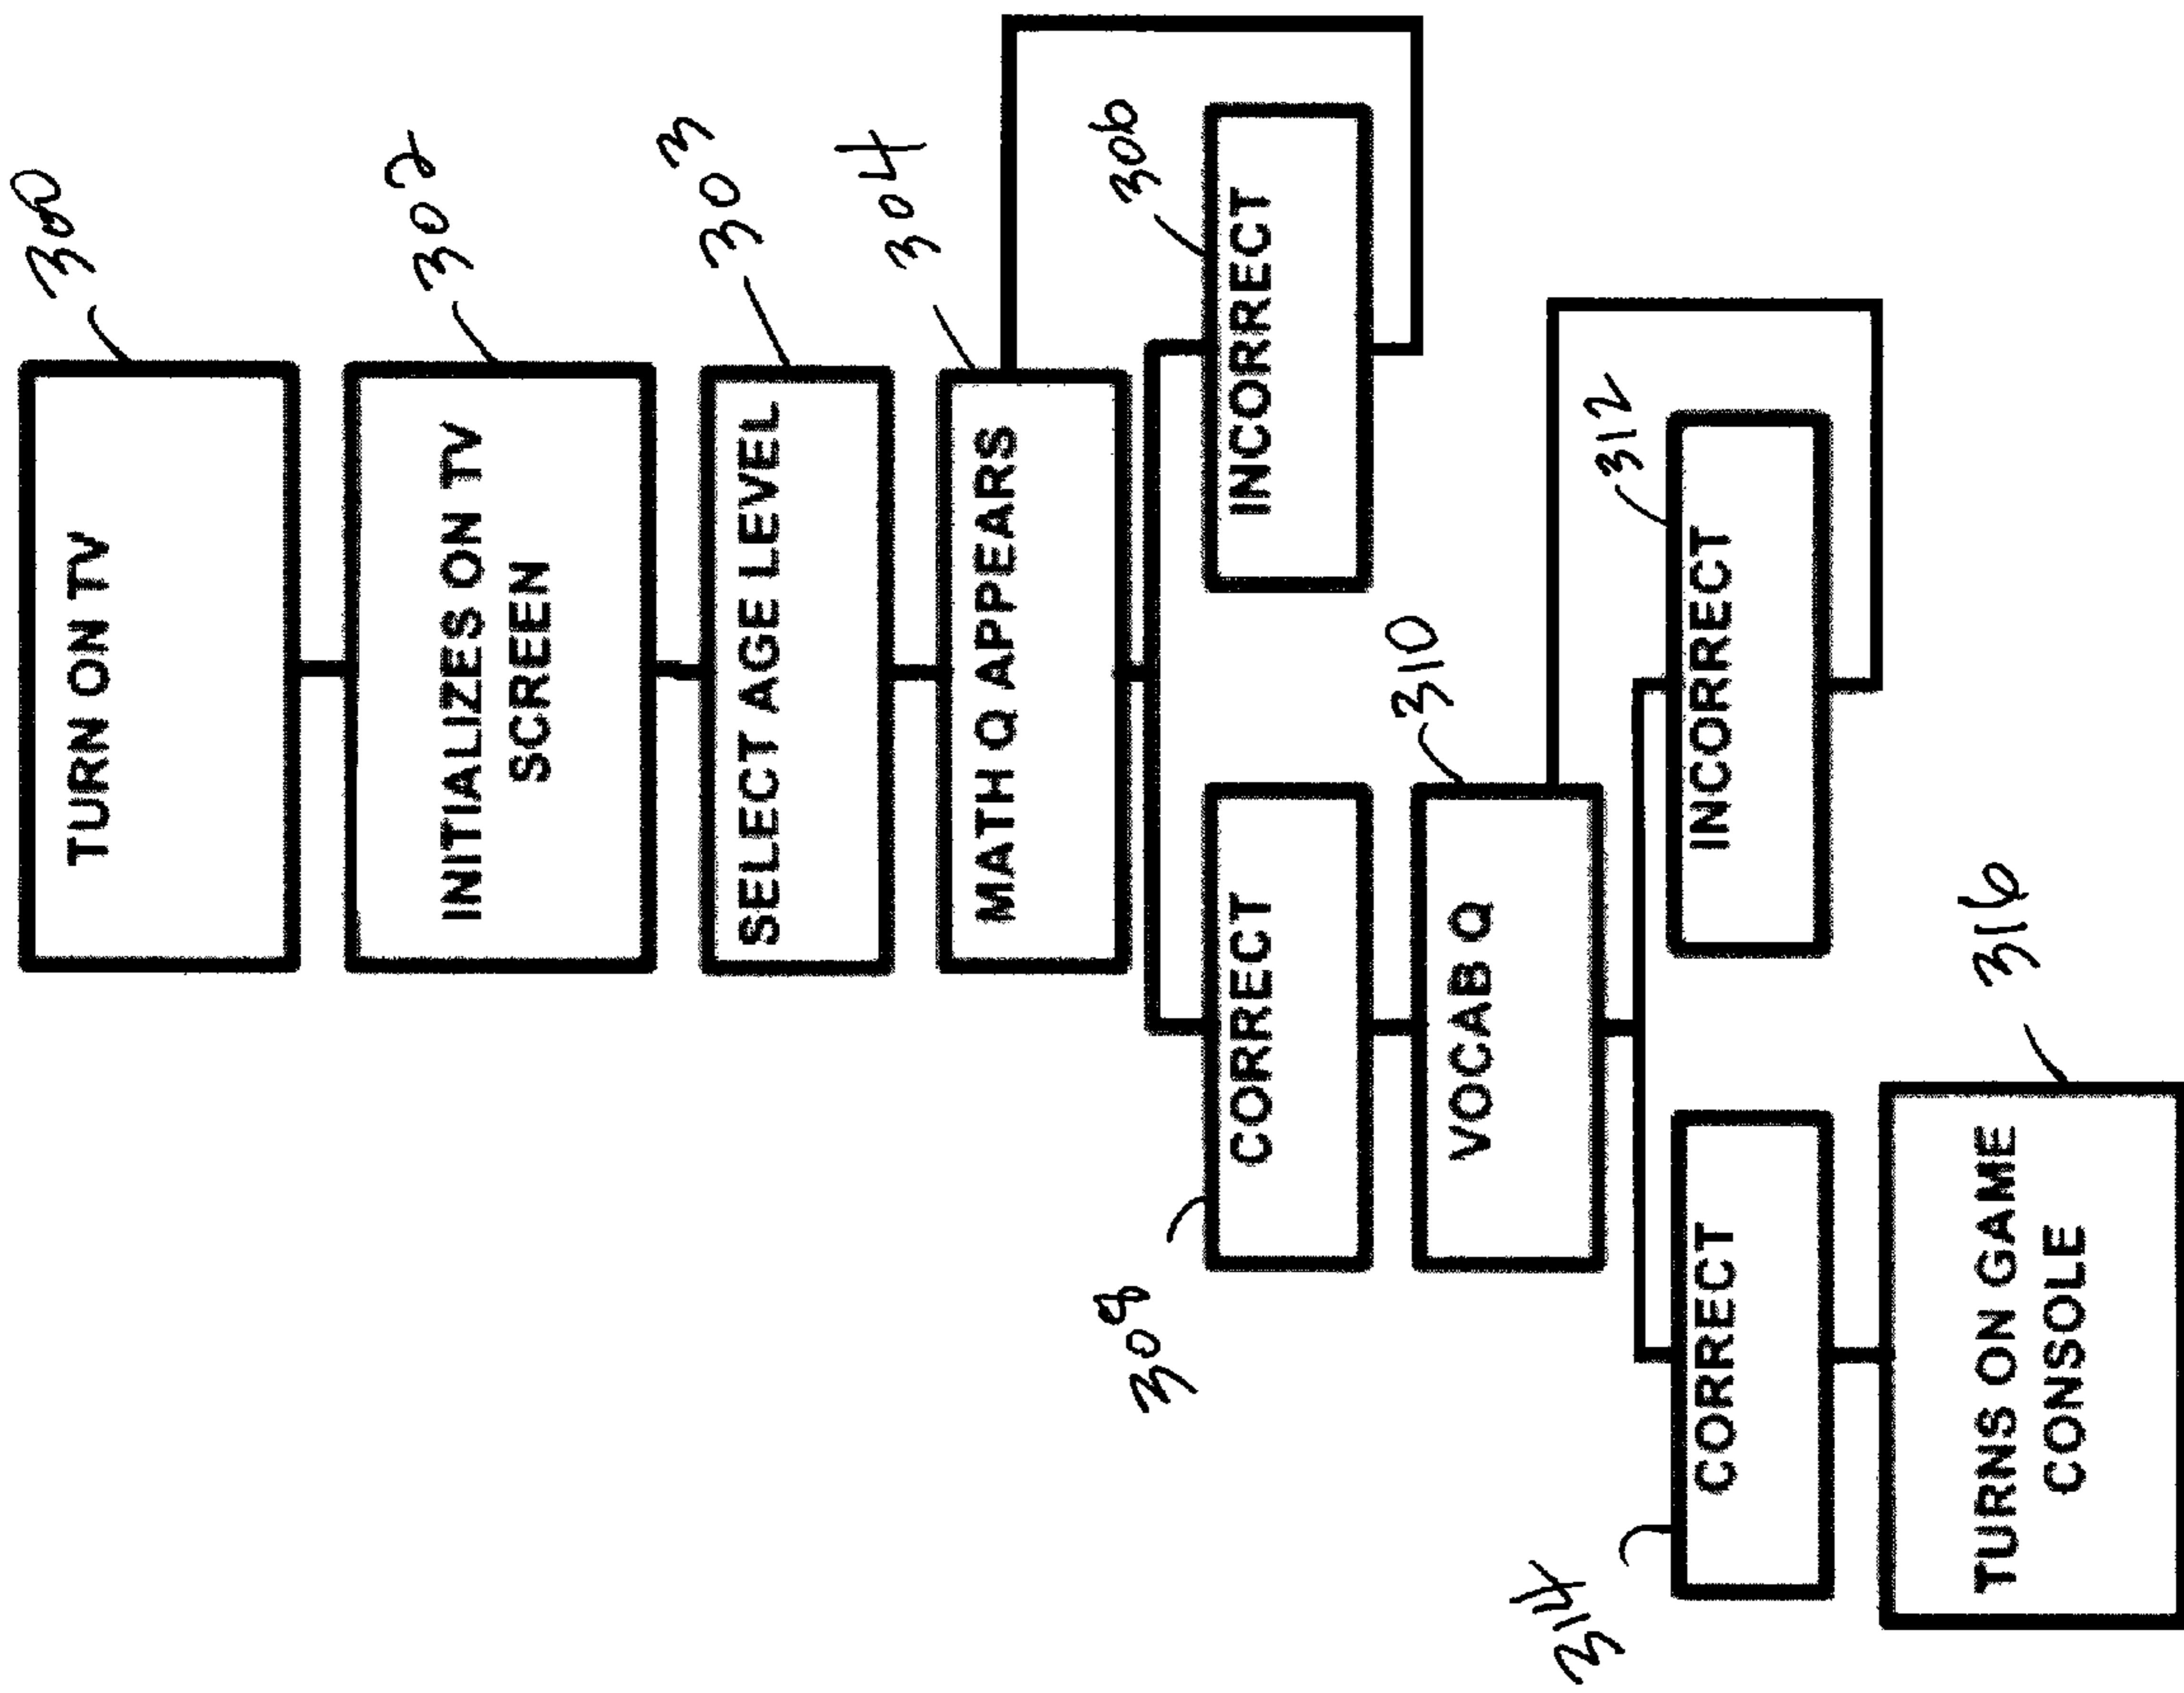 300
TURN ON TV
302
INITIALIZES ON TV
SCREEN
303
SELECT AGE LEVEL
304
MATH Q APPEARS
306
INCORRECT
308
CORRECT
310
VOCAB Q
312
INCORRECT
314
CORRECT
316
TURNS ON GAME
CONSOLE